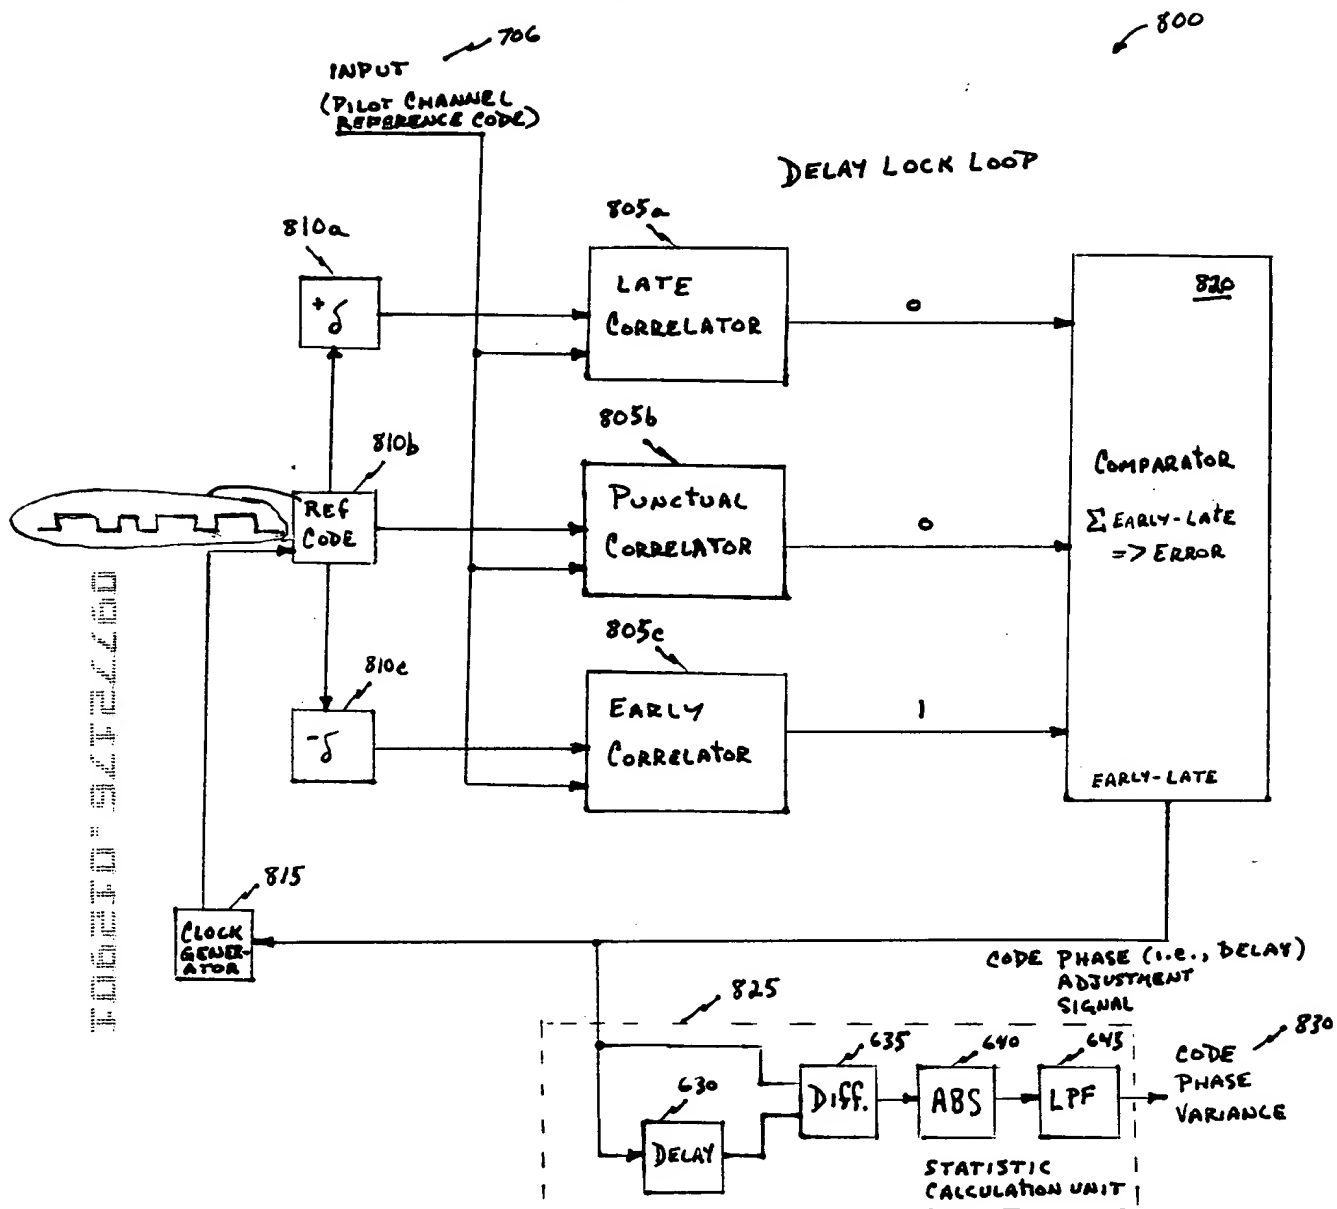 800
706
INPUT
(PILOT CHANNEL
REFERENCE CODE)
DELAY LOCK LOOP
805a
810a
820
+δ
LATE
CORRELATOR
0
805b
810b
REF
CODE
PUNCTUAL
CORRELATOR
0
COMPARATOR
Σ EARLY-LATE
=> ERROR
805c
810c
-δ
EARLY
CORRELATOR
1
EARLY-LATE
09772176.012901
815
CLOCK
GENER-
ATOR
CODE PHASE (i.e., DELAY)
ADJUSTMENT
SIGNAL
825
635
640
645
830
CODE
PHASE
VARIANCE
630
DIFF.
ABS
LPF
DELAY
STATISTIC
CALCULATION UNIT